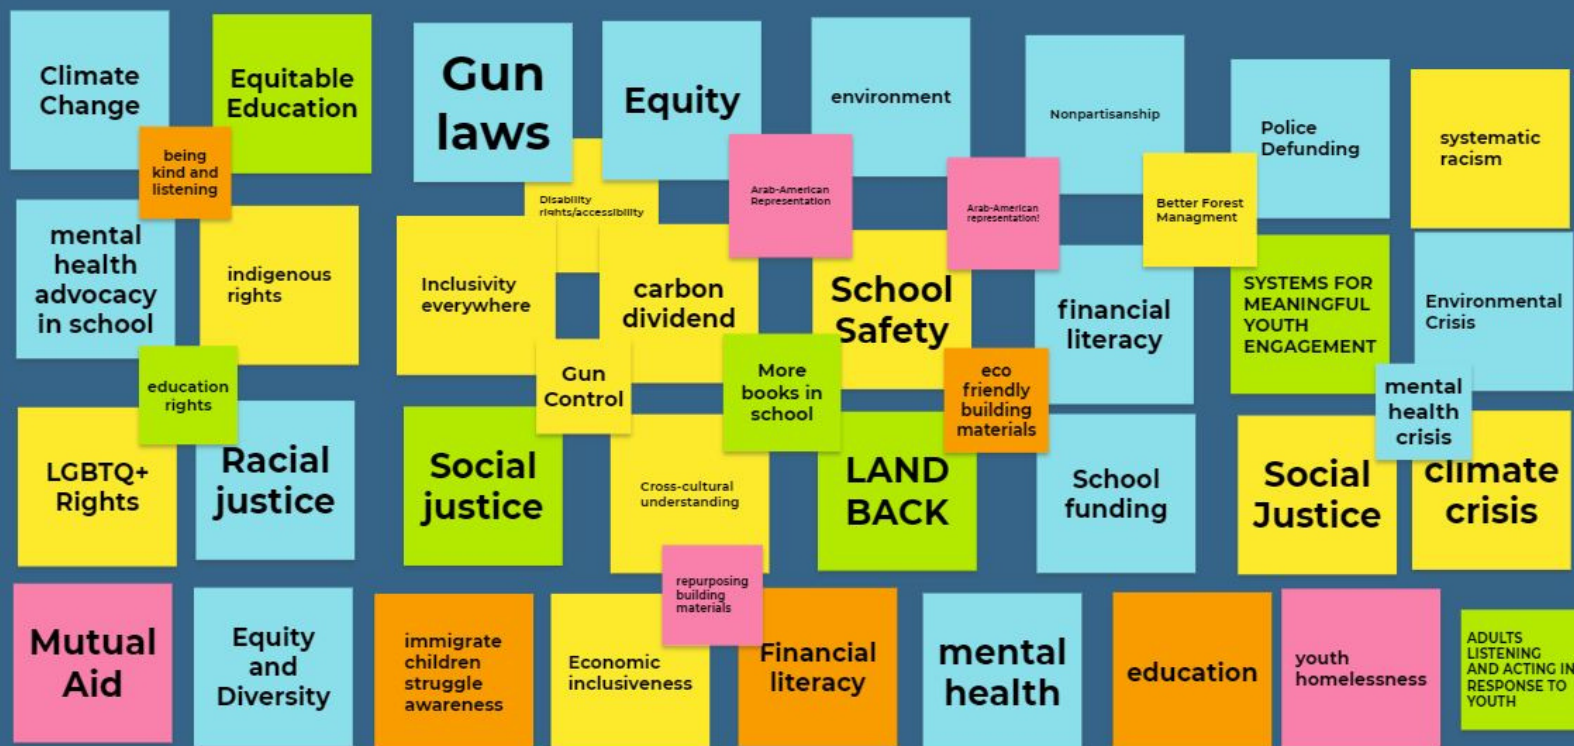 Climate
Change
Equitable
Education
Gun
laws
Equity
environment
Nonpartisanship
Police
Defunding
systematic
racism
being
kind and
listening
Disability
rights/accessibility
Arab-American
Representation
Arab-American
representation!
Better Forest
Managment
mental
health
advocacy
in school
indigenous
rights
Inclusivity
everywhere
carbon
dividend
School
Safety
financial
literacy
SYSTEMS FOR
MEANINGFUL
YOUTH
ENGAGEMENT
Environmental
Crisis
education
rights
Gun
Control
More
books in
school
eco
friendly
building
materials
mental
health
crisis
LGBTQ+
Rights
Racial
justice
Social
justice
Cross-cultural
understanding
LAND
BACK
School
funding
Social
Justice
climate
crisis
repurposing
building
materials
Mutual
Aid
Equity
and
Diversity
immigrate
children
struggle
awareness
Economic
inclusiveness
Financial
literacy
mental
health
education
youth
homelessness
ADULTS
LISTENING
AND ACTING IN
RESPONSE TO
YOUTH